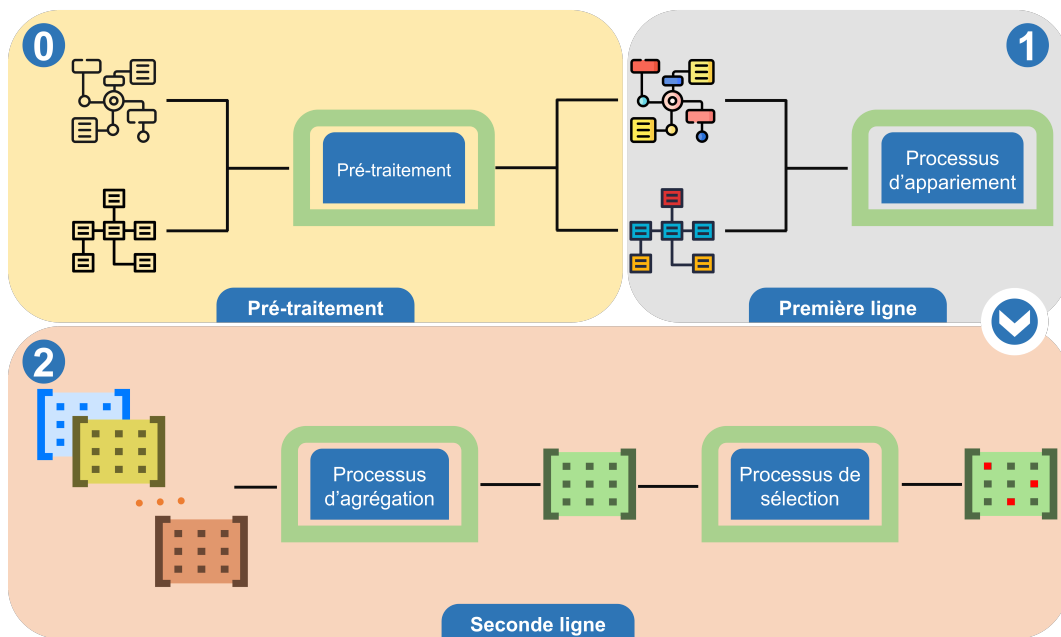 0
1
Pré-traitement
Processus
d'appariement
Pré-traitement
Première ligne
2
Processus
d'agrégation
Processus de
sélection
Seconde ligne